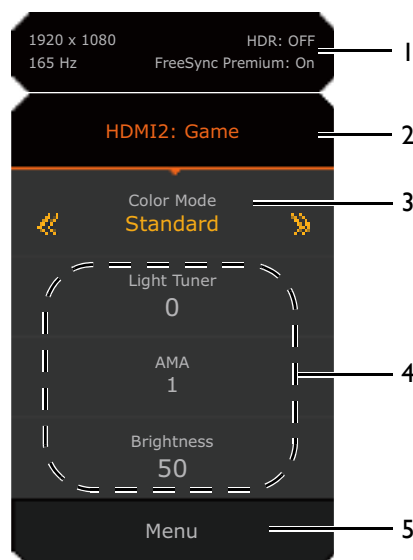 1920 x 1080 HDR: OFF
165 Hz FreeSync Premium: On
1
HDMI2: Game
2
Color Mode
Standard
3
Light Tuner
0
AMA
1
4
Brightness
50
Menu
5